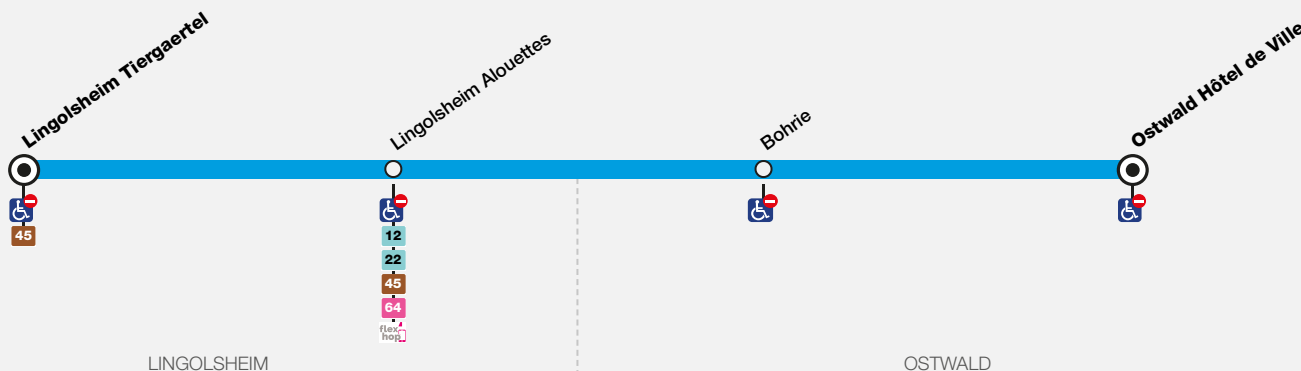 Lingolsheim Tiergaertel
Lingolsheim Alouettes
Bohrie
Ostwald Hôtel de Ville
45
12
22
45
64
flex
hop
LINGOLSHEIM
OSTWALD